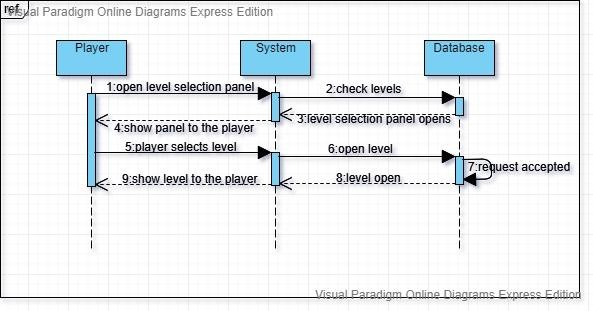 ref
Visual Paradigm Online Diagrams Express Edition
Player
System
Database
1:open level selection panel
2:check levels
3:level selection panel opens
4:show panel to the player
5:player selects level
6:open level
7:request accepted
8:level open
9:show level to the player
Visual Paradigm Online Diagrams Express Edition